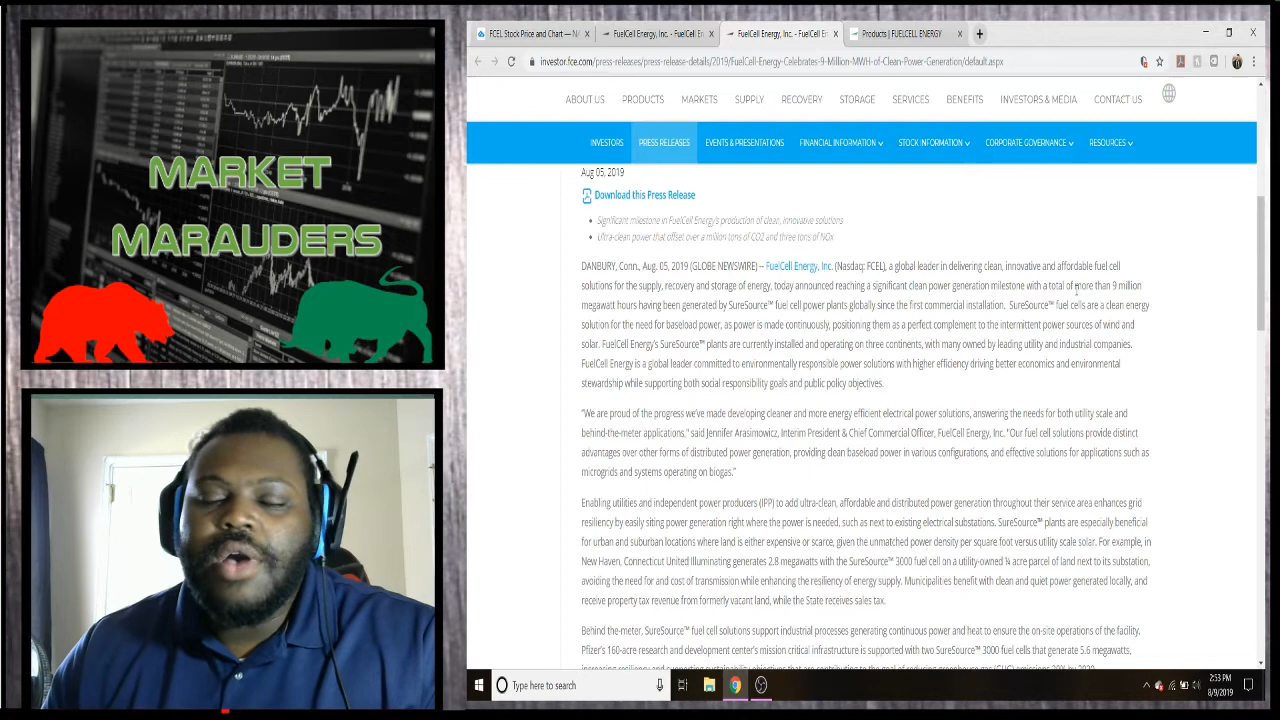 MARKET
MARAUDERS
FCEL Stock Price and Chart — N
FuelCell Energy, Inc. - FuelCell En
FuelCell Energy, Inc. - FuelCell En
Products | FUELCELL ENERGY
investor.fce.com/press-releases/press-release-details/2019/FuelCell-Energy-Celebrates-9-Million-MWH-of-Clean-Power-Generation/default.aspx
ABOUT US PRODUCTS MARKETS SUPPLY RECOVERY STORAGE SERVICES BENEFITS INVESTORS & MEDIA CONTACT US
INVESTORS PRESS RELEASES EVENTS & PRESENTATIONS FINANCIAL INFORMATION STOCK INFORMATION CORPORATE GOVERNANCE RESOURCES
Aug 05, 2019
Download this Press Release
Significant milestone in FuelCell Energy's production of clean, innovative solutions
Ultra-clean power that offset over a million tons of CO2 and three tons of NOx
DANBURY, Conn., Aug. 05, 2019 (GLOBE NEWSWIRE) -- FuelCell Energy, Inc. (Nasdaq: FCEL), a global leader in delivering clean, innovative and affordable fuel cell
solutions for the supply, recovery and storage of energy, today announced reaching a significant clean power generation milestone with a total of more than 9 million
megawatt hours having been generated by SureSource™ fuel cell power plants globally since the first commercial installation. SureSource™ fuel cells are a clean energy
solution for the need for baseload power, as power is made continuously, positioning them as a perfect complement to the intermittent power sources of wind and
solar. FuelCell Energy's SureSource™ plants are currently installed and operating on three continents, with many owned by leading utility and industrial companies.
FuelCell Energy is a global leader committed to environmentally responsible power solutions with higher efficiency driving better economics and environmental
stewardship while supporting both social responsibility goals and public policy objectives.
"We are proud of the progress we've made developing cleaner and more energy efficient electrical power solutions, answering the needs for both utility scale and
behind-the-meter applications," said Jennifer Arasimowicz, Interim President & Chief Commercial Officer, FuelCell Energy, Inc. "Our fuel cell solutions provide distinct
advantages over other forms of distributed power generation, providing clean baseload power in various configurations, and effective solutions for applications such as
microgrids and systems operating on biogas."
Enabling utilities and independent power producers (IPP) to add ultra-clean, affordable and distributed power generation throughout their service area enhances grid
resiliency by easily siting power generation right where the power is needed, such as next to existing electrical substations. SureSource™ plants are especially beneficial
for urban and suburban locations where land is either expensive or scarce, given the unmatched power density per square foot versus utility scale solar. For example, in
New Haven, Connecticut United Illuminating generates 2.8 megawatts with the SureSource™ 3000 fuel cell on a utility-owned ¼ acre parcel of land next to its substation,
avoiding the need for and cost of transmission while enhancing the resiliency of energy supply. Municipalities benefit with clean and quiet power generated locally, and
receive property tax revenue from formerly vacant land, while the State receives sales tax.
Behind the-meter, SureSource™ fuel cell solutions support industrial processes generating continuous power and heat to ensure the on-site operations of the facility.
Pfizer's 160-acre research and development center's mission critical infrastructure is supported with two SureSource™ 3000 fuel cells that generate 5.6 megawatts,
increasing resiliency and supporting sustainability objectives that are contributing to the goal of reducing greenhouse gas (GHG) emissions 20% by 2020.
Type here to search
2:53 PM
8/9/2019